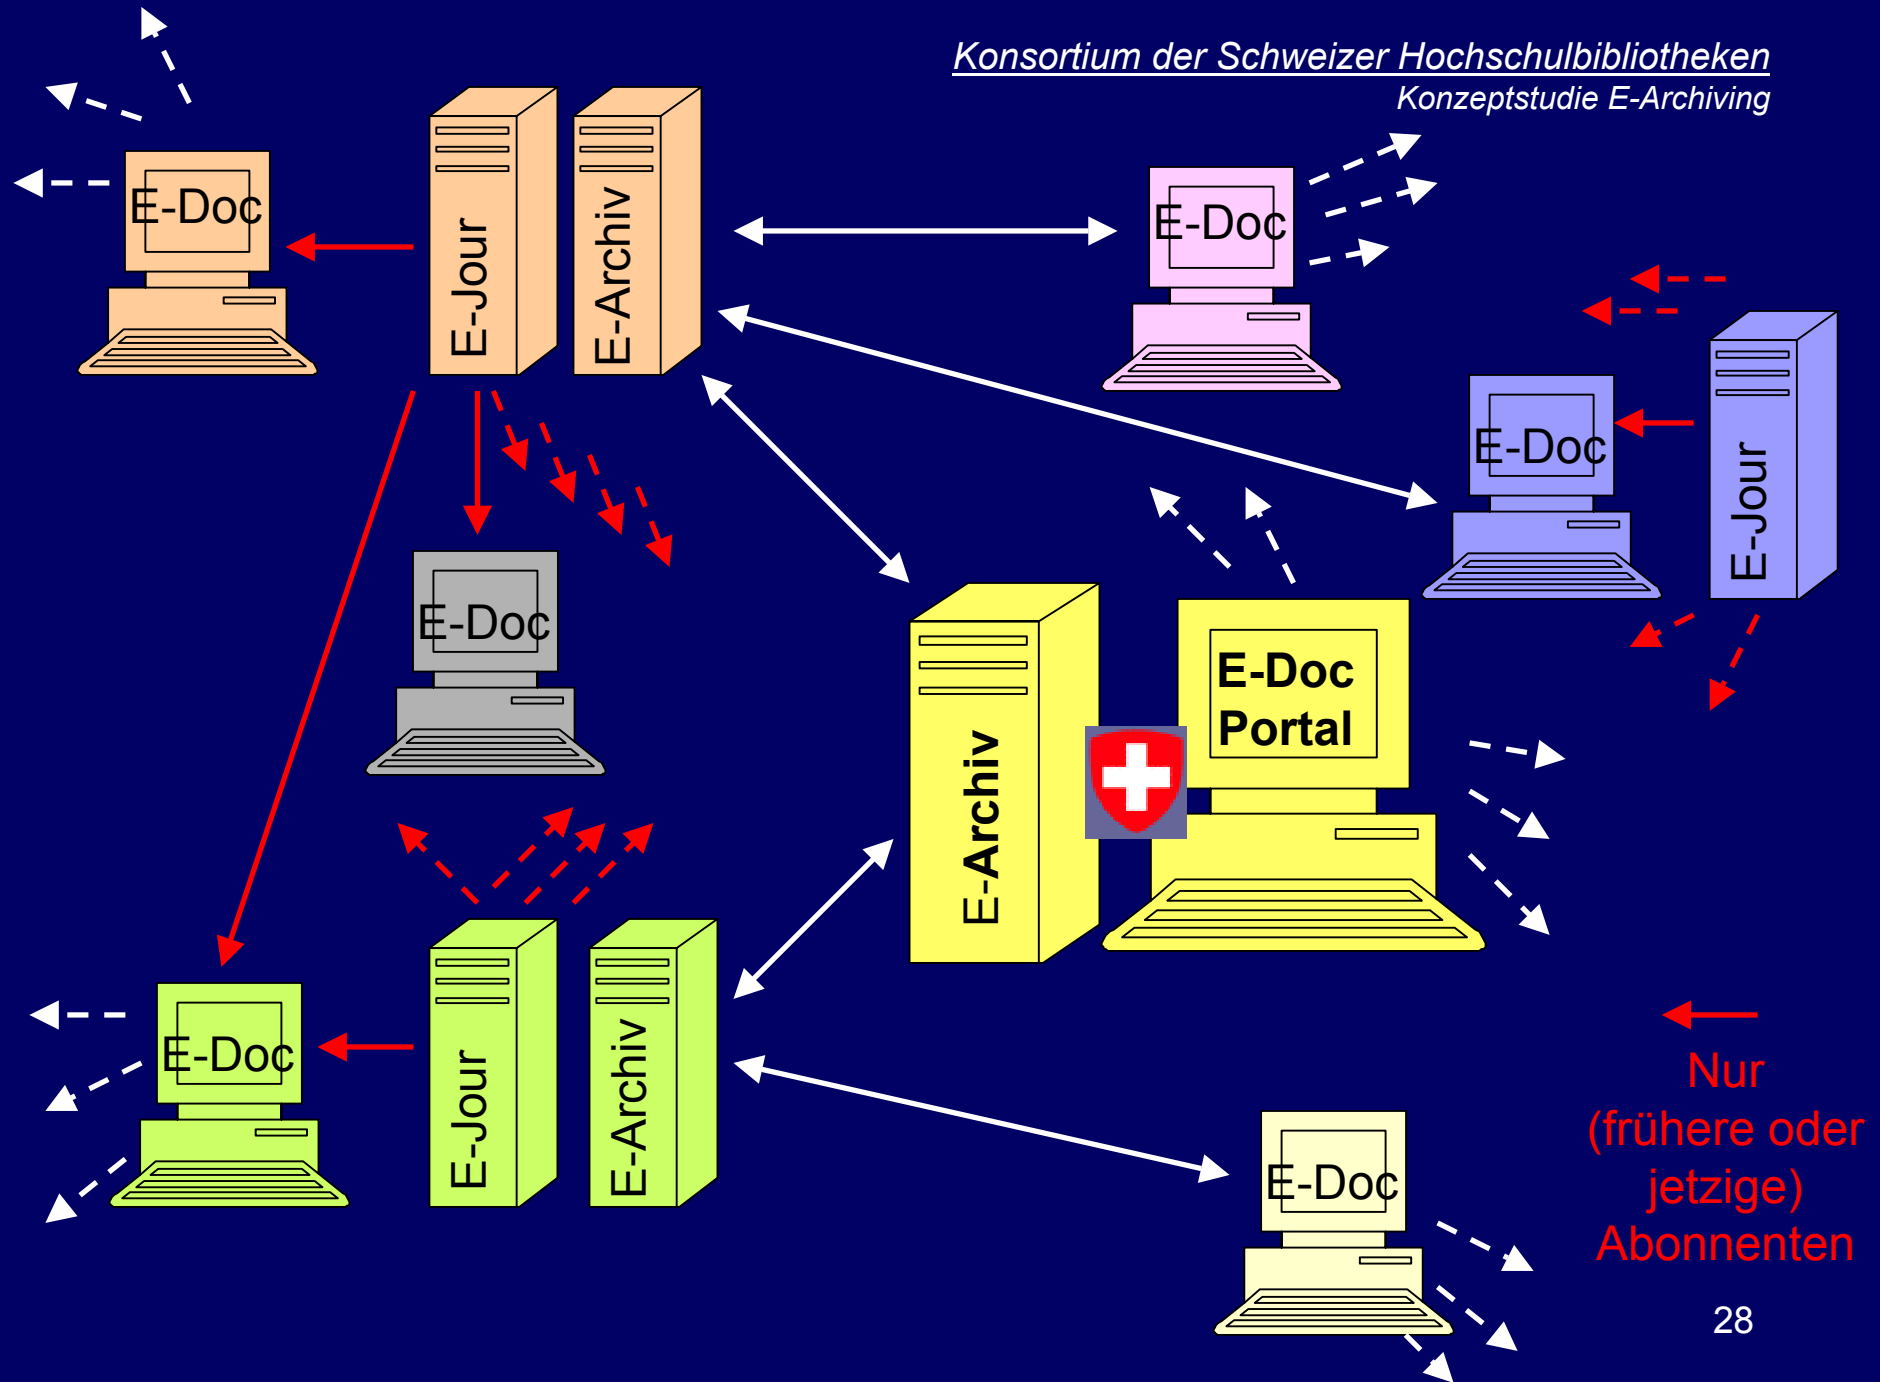 Konsortium der Schweizer Hochschulbibliotheken
Konzeptstudie E-Archiving
E-Doc
E-Jour
E-Archiv
E-Doc
E-Doc
E-Jour
E-Doc
E-Archiv
E-Doc
Portal
E-Doc
E-Jour
E-Archiv
E-Doc
Nur
(frühere oder
jetzige)
Abonnenten
28